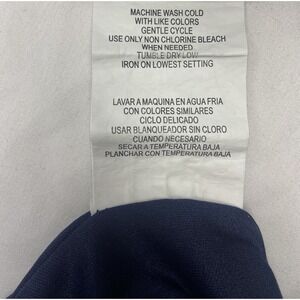 MACHINE WASH COLD
WITH LIKE COLORS
GENTLE CYCLE
USE ONLY NON CHLORINE BLEACH
WHEN NEEDED
TUMBLE DRY LOW
IRON ON LOWEST SETTING
LAVAR A MAQUINA EN AGUA FRIA
CON COLORES SIMILARES
CICLO DELICADO
USAR BLANQUEADOR SIN CLORO
CUANDO NECESARIO
SECAR A TEMPERATURA BAJA
PLANCHAR CON TEMPERATURA BAJA